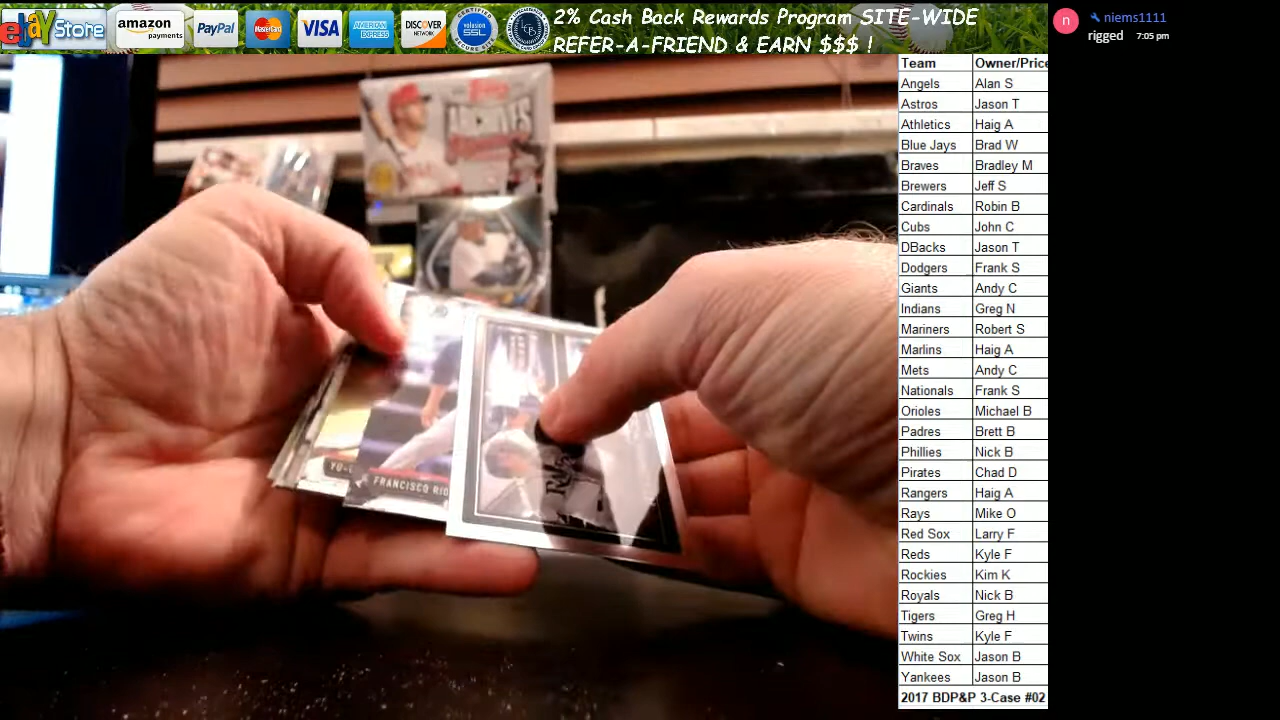 ebay Store
amazon
payments
PayPal
MasterCard
VISA
AMERICAN
EXPRESS
DISCOVER
NETWORK
2% Cash Back Rewards Program SITE-WIDE
REFER-A-FRIEND & EARN $$$ !
n niems1111
rigged 7:05 pm
ARCHIVES
YU-
FRANCISCO RIO
Rays
Team Owner/Price
Angels Alan S
Astros Jason T
Athletics Haig A
Blue Jays Brad W
Braves Bradley M
Brewers Jeff S
Cardinals Robin B
Cubs John C
DBacks Jason T
Dodgers Frank S
Giants Andy C
Indians Greg N
Mariners Robert S
Marlins Haig A
Mets Andy C
Nationals Frank S
Orioles Michael B
Padres Brett B
Phillies Nick B
Pirates Chad D
Rangers Haig A
Rays Mike O
Red Sox Larry F
Reds Kyle F
Rockies Kim K
Royals Nick B
Tigers Greg H
Twins Kyle F
White Sox Jason B
Yankees Jason B
2017 BDP&P 3-Case #02